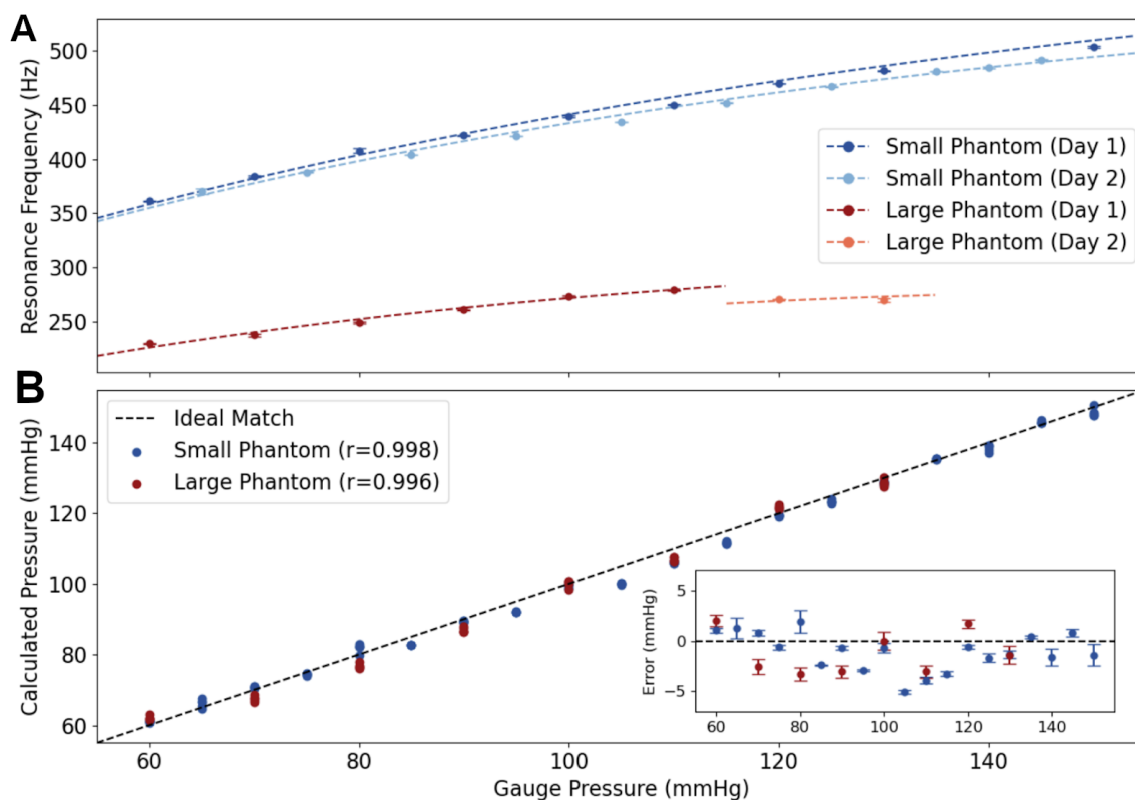 A
Resonance Frequency (Hz)
500
450
400
350
300
250
Small Phantom (Day 1)
Small Phantom (Day 2)
Large Phantom (Day 1)
Large Phantom (Day 2)
B
Calculated Pressure (mmHg)
140
120
100
80
60
Ideal Match
Small Phantom (r=0.998)
Large Phantom (r=0.996)
Error (mmHg)
5
0
−5
60 80 100 120 140
60 80 100 120 140
Gauge Pressure (mmHg)